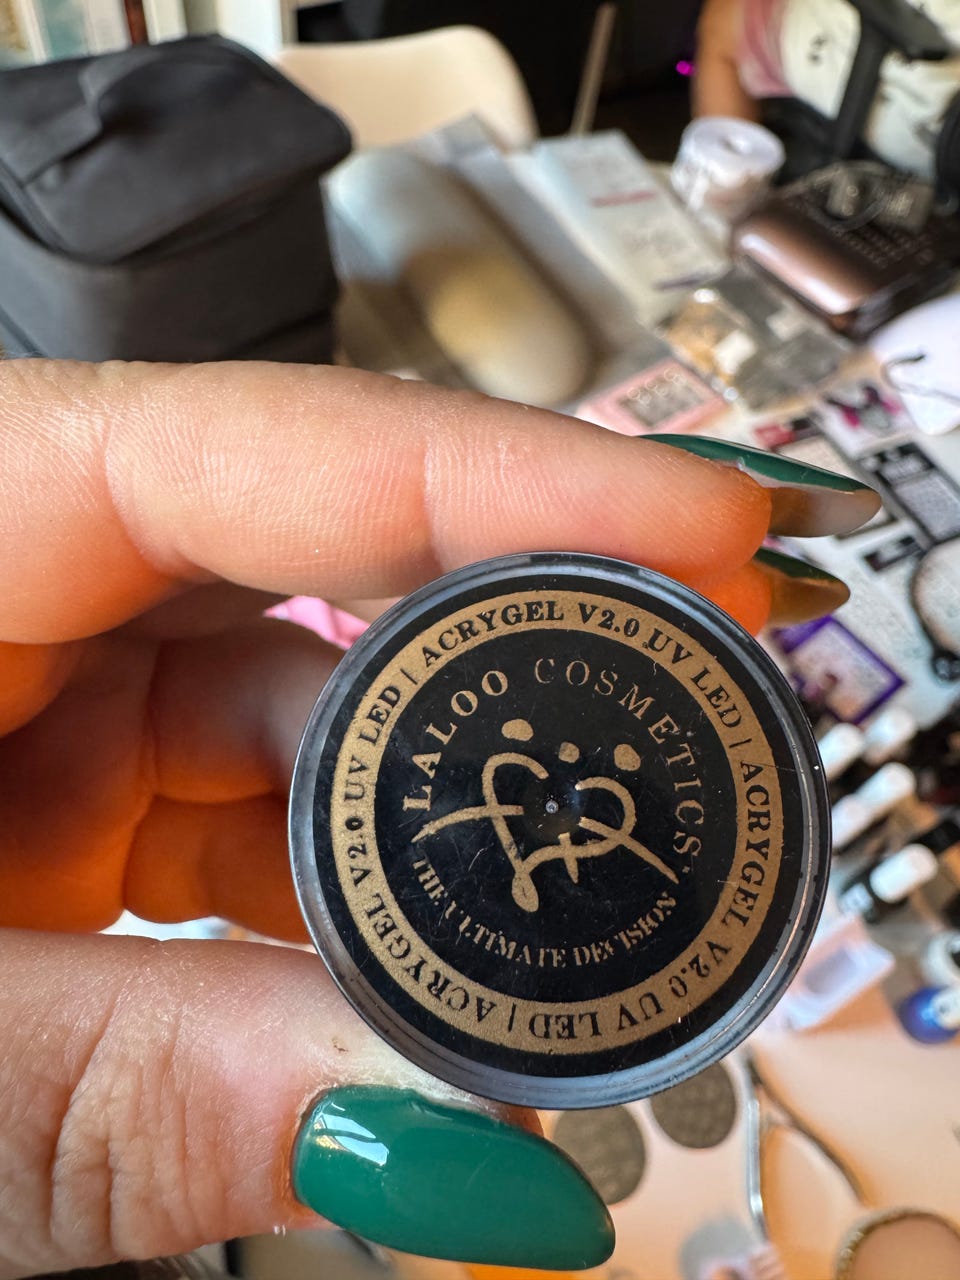 ACRYGEL V2.0 UV LED | ACRYGEL V2.0 UV LED | ACRYGEL V2.0 UV LED |
LALOO COSMETICS
THE ULTIMATE DECISION